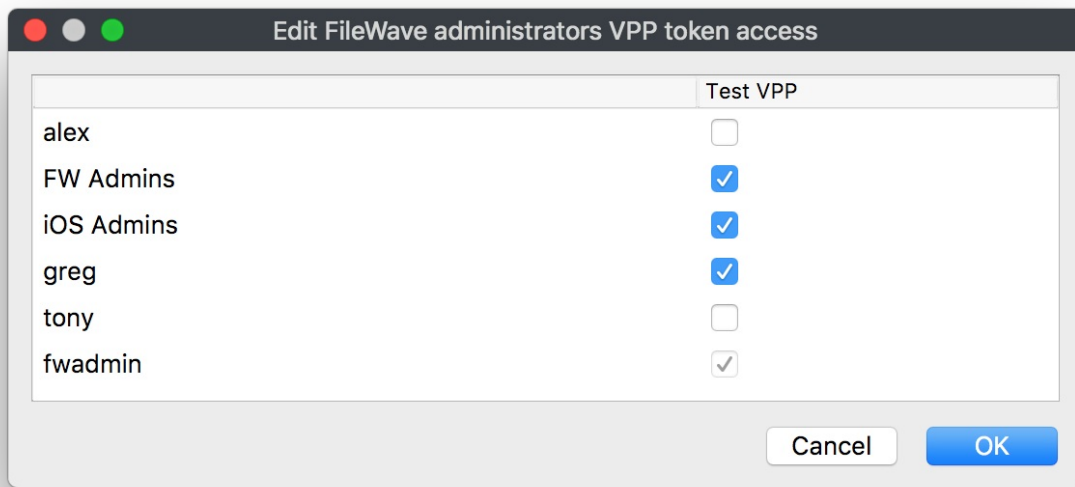 Edit FileWave administrators VPP token access
Test VPP
alex
FW Admins
iOS Admins
greg
tony
fwadmin
Cancel OK